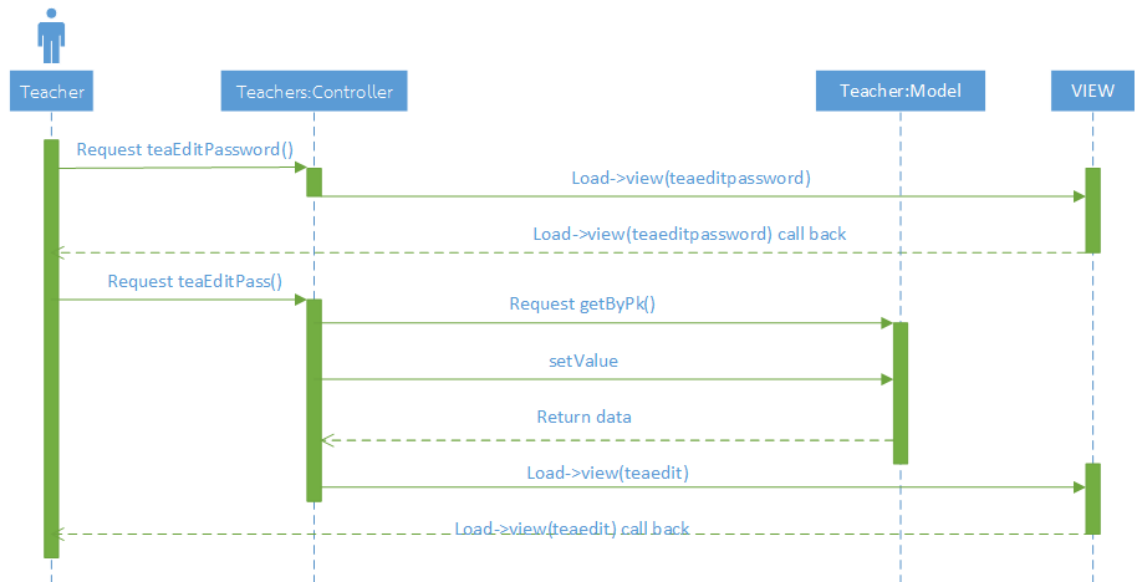 Teacher
Teachers:Controller
Teacher:Model
VIEW
Request teaEditPassword()
Load->view(teaeditpassword)
Load->view(teaeditpassword) call back
Request teaEditPass()
Request getByPk()
setValue
Return data
Load->view(teaedit)
Load->view(teaedit) call back